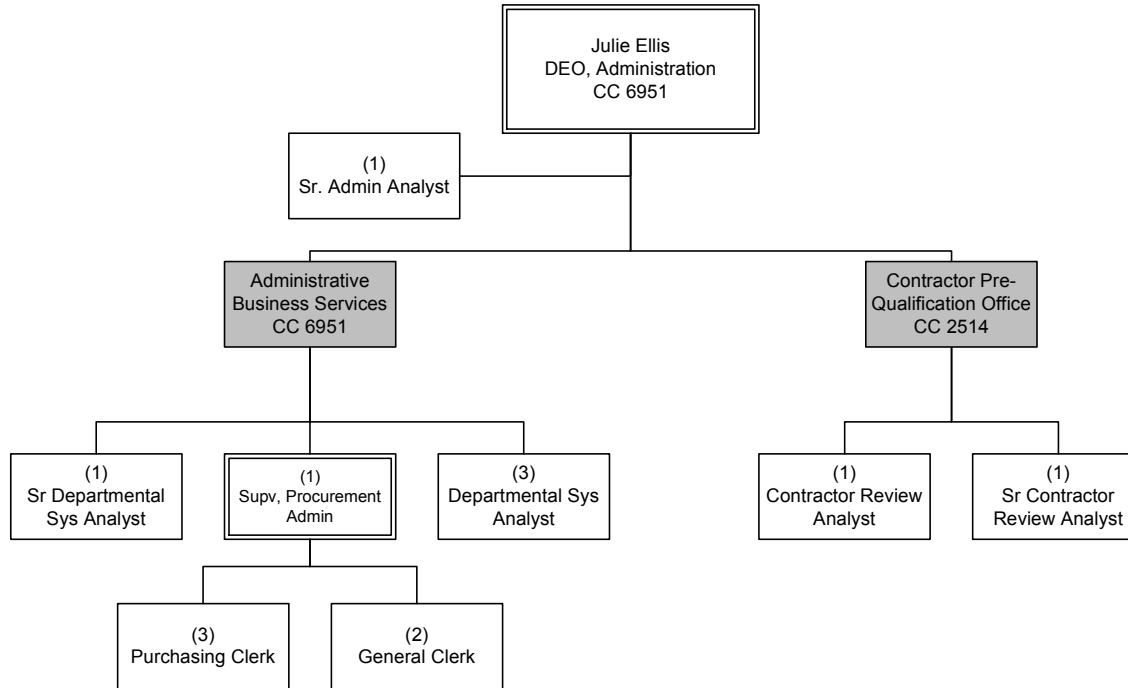 Julie Ellis
DEO, Administration
CC 6951
(1)
Sr. Admin Analyst
Administrative
Business Services
CC 6951
Contractor Pre-
Qualification Office
CC 2514
(1)
Sr Departmental
Sys Analyst
(1)
Supv, Procurement
Admin
(3)
Departmental Sys
Analyst
(1)
Contractor Review
Analyst
(1)
Sr Contractor
Review Analyst
(3)
Purchasing Clerk
(2)
General Clerk